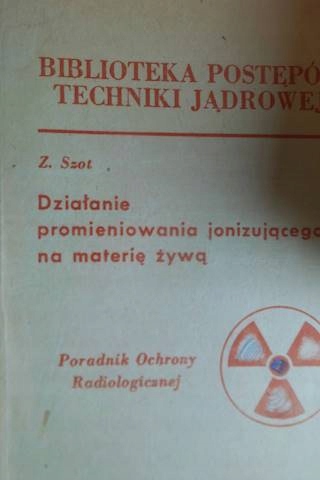 BIBLIOTEKA POSTĘPÓ
TECHNIKI JĄDROWEJ
Z. Szot
Działanie
promieniowania jonizującego
na materię żywą
Poradnik Ochrony
Radiologicznej